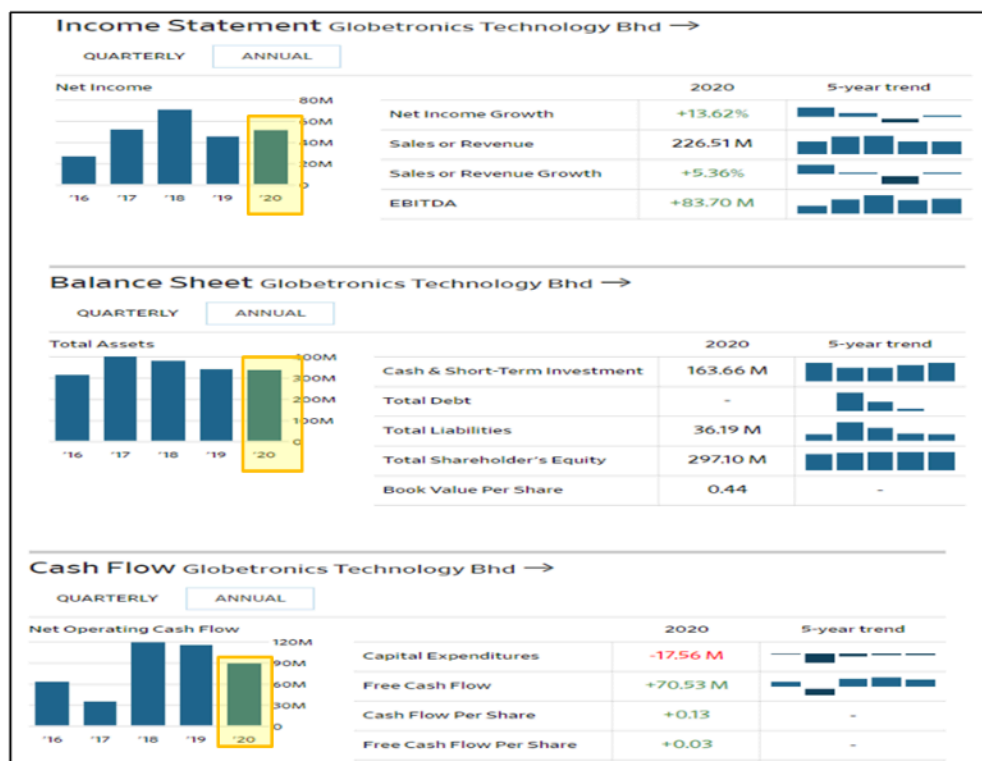 Income Statement Globetronics Technology Bhd →
QUARTERLY ANNUAL
Net Income 2020 5-year trend
80M
Net Income Growth +13.62%
60M
Sales or Revenue 226.51 M
40M
20M
Sales or Revenue Growth +5.36%
0
'16 '17 '18 '19 '20
EBITDA +83.70 M
Balance Sheet Globetronics Technology Bhd →
QUARTERLY ANNUAL
Total Assets 2020 5-year trend
400M
Cash & Short-Term Investment 163.66 M
300M
Total Debt -
200M
100M
Total Liabilities 36.19 M
0
'16 '17 '18 '19 '20
Total Shareholder's Equity 297.10 M
Book Value Per Share 0.44 -
Cash Flow Globetronics Technology Bhd →
QUARTERLY ANNUAL
Net Operating Cash Flow 2020 5-year trend
120M
Capital Expenditures -17.56 M
90M
Free Cash Flow +70.53 M
60M
30M
Cash Flow Per Share +0.13 -
0
'16 '17 '18 '19 '20
Free Cash Flow Per Share +0.03 -